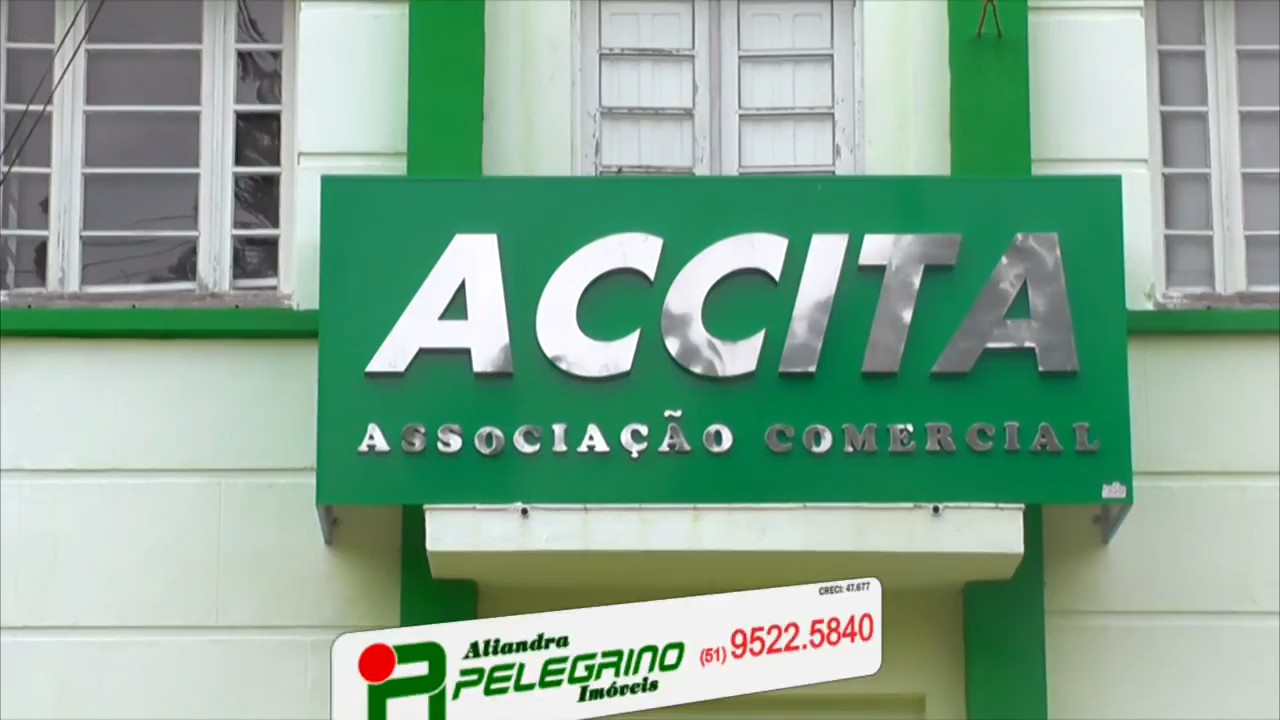 ACCITA
ASSOCIAÇÃO COMERCIAL
CRECI: 47.677
Aliandra
PELEGRINO
Imóveis
(51) 9522.5840